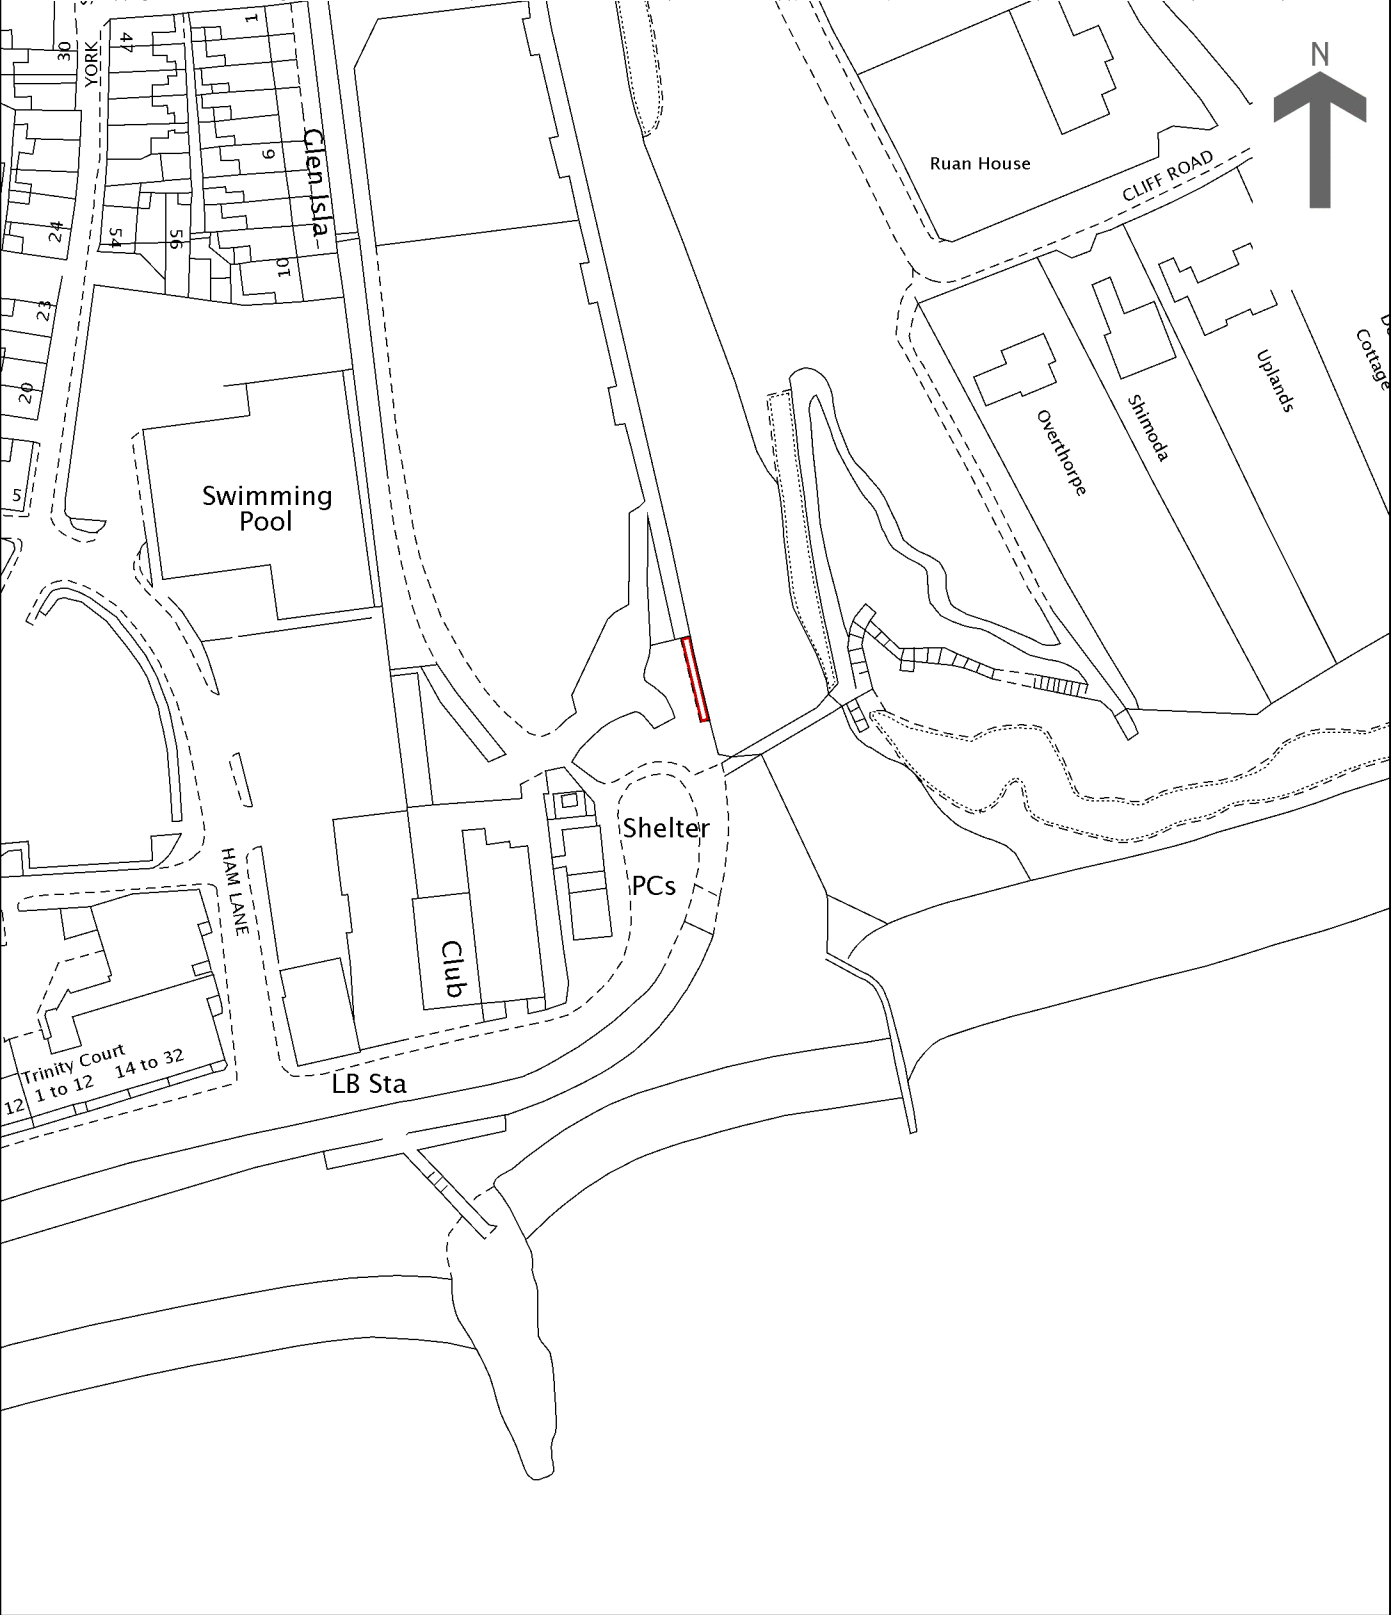 N
1
30
YORK
47
Glen Isla
9
Ruan House
CLIFF ROAD
24
54
56
10
23
20
5
Swimming
Pool
Overthorpe
Shimoda
Uplands
Cottage
Shelter
PCs
HAM LANE
Club
Trinity Court
1 to 12
14 to 32
12
LB Sta